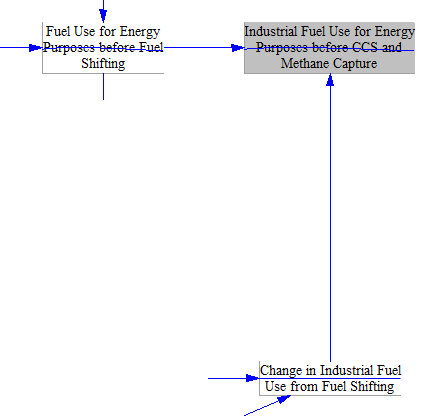 Fuel Use for Energy
Purposes before Fuel
Shifting
Industrial Fuel Use for Energy
Purposes before CCS and
Methane Capture
Change in Industrial Fuel
Use from Fuel Shifting